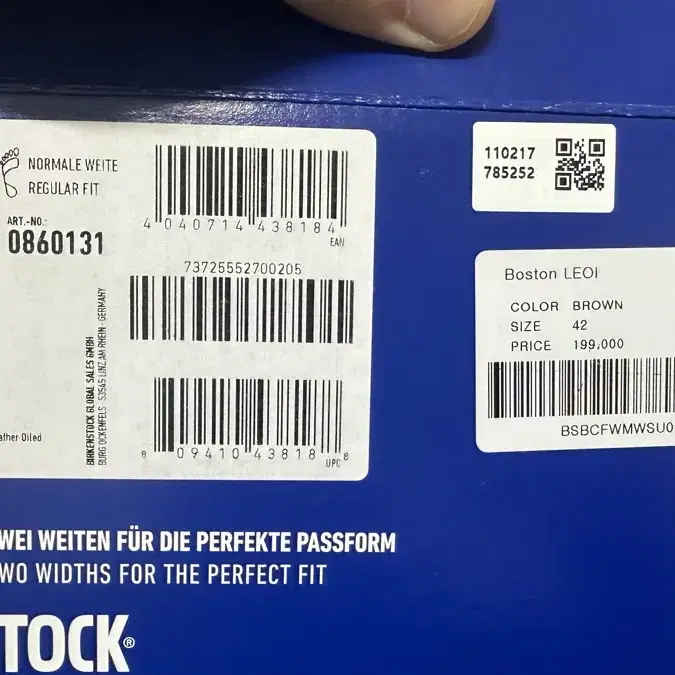 NORMALE WEITE
REGULAR FIT
ART.-NO.:
0860131
4 040714 438184
EAN
73725552700205
BIRKENSTOCK GLOBAL SALES GMBH
BURG OCKENFELS · 53545 LINZ AM RHEIN · GERMANY
8 09410 43818 8
UPC
ather Oiled
110217
785252
Boston LEOI
COLOR BROWN
SIZE 42
PRICE 199,000
BSBCFWMWSU0
WEI WEITEN FÜR DIE PERFEKTE PASSFORM
WO WIDTHS FOR THE PERFECT FIT
TOCK®